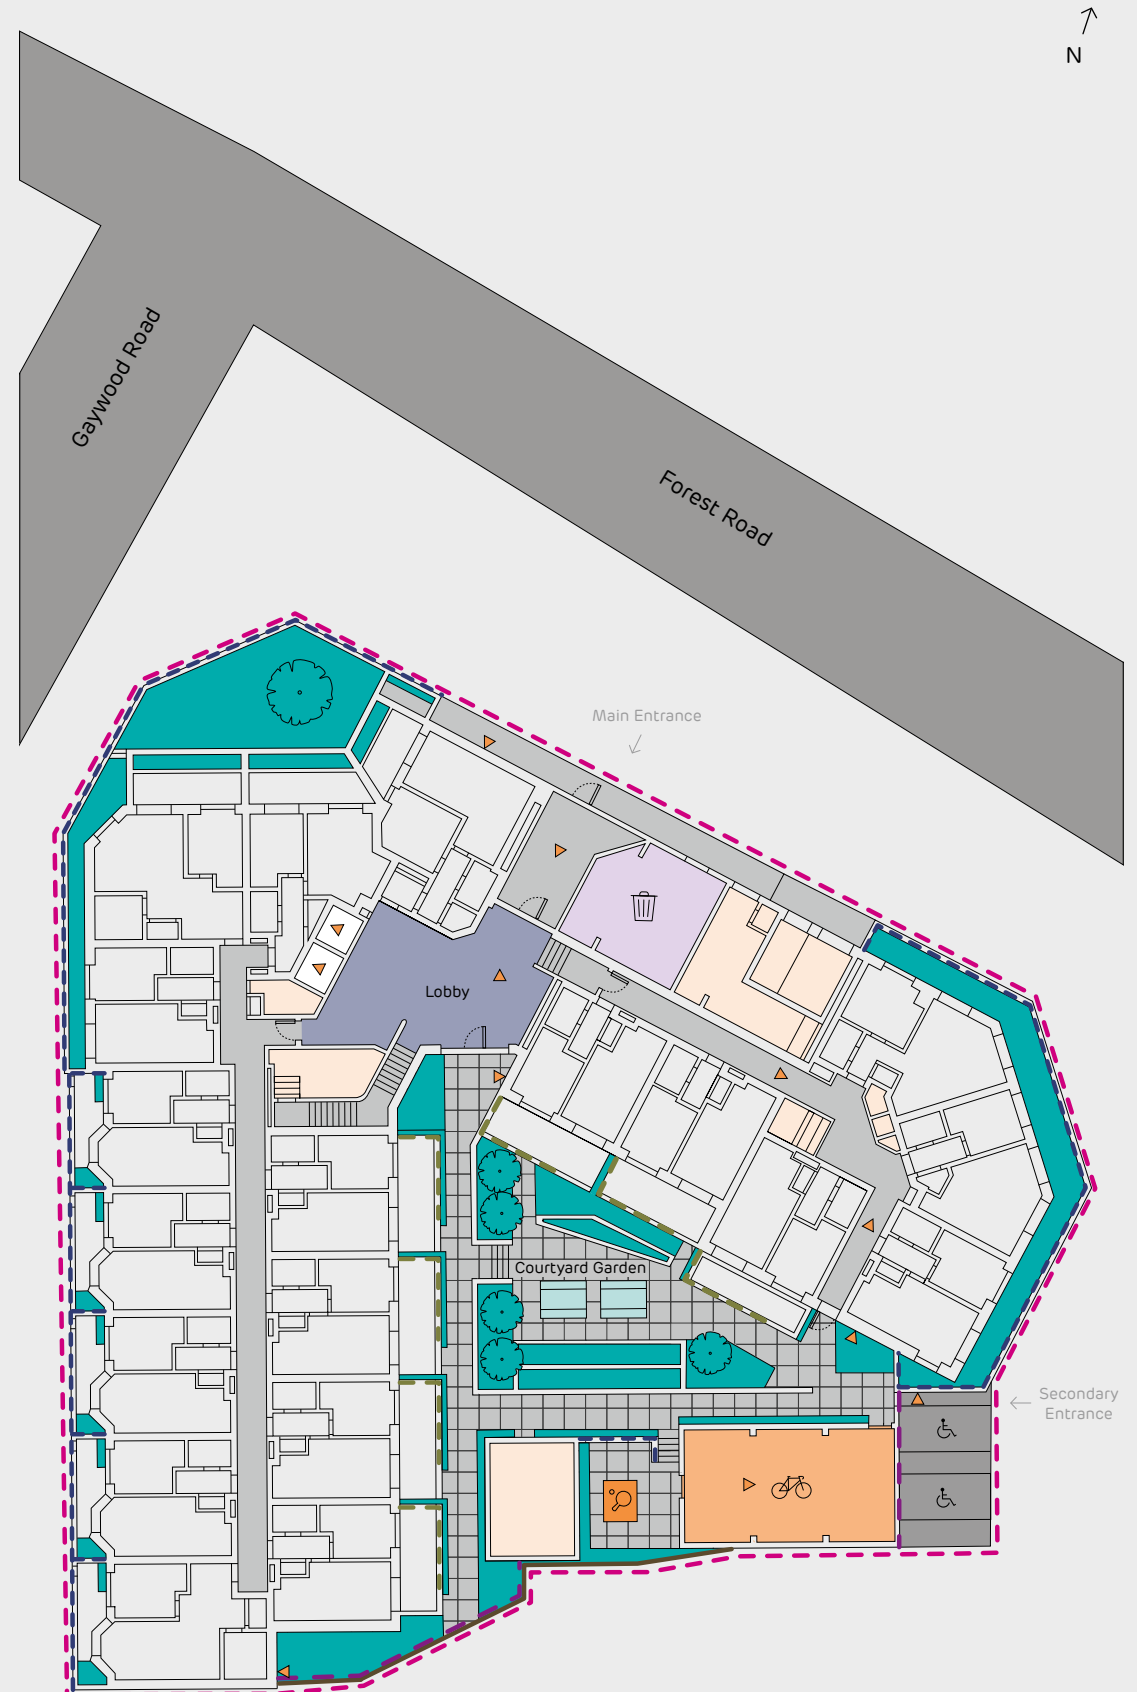 N
Gaywood Road
Forest Road
Main Entrance
Lobby
Courtyard Garden
Secondary
Entrance